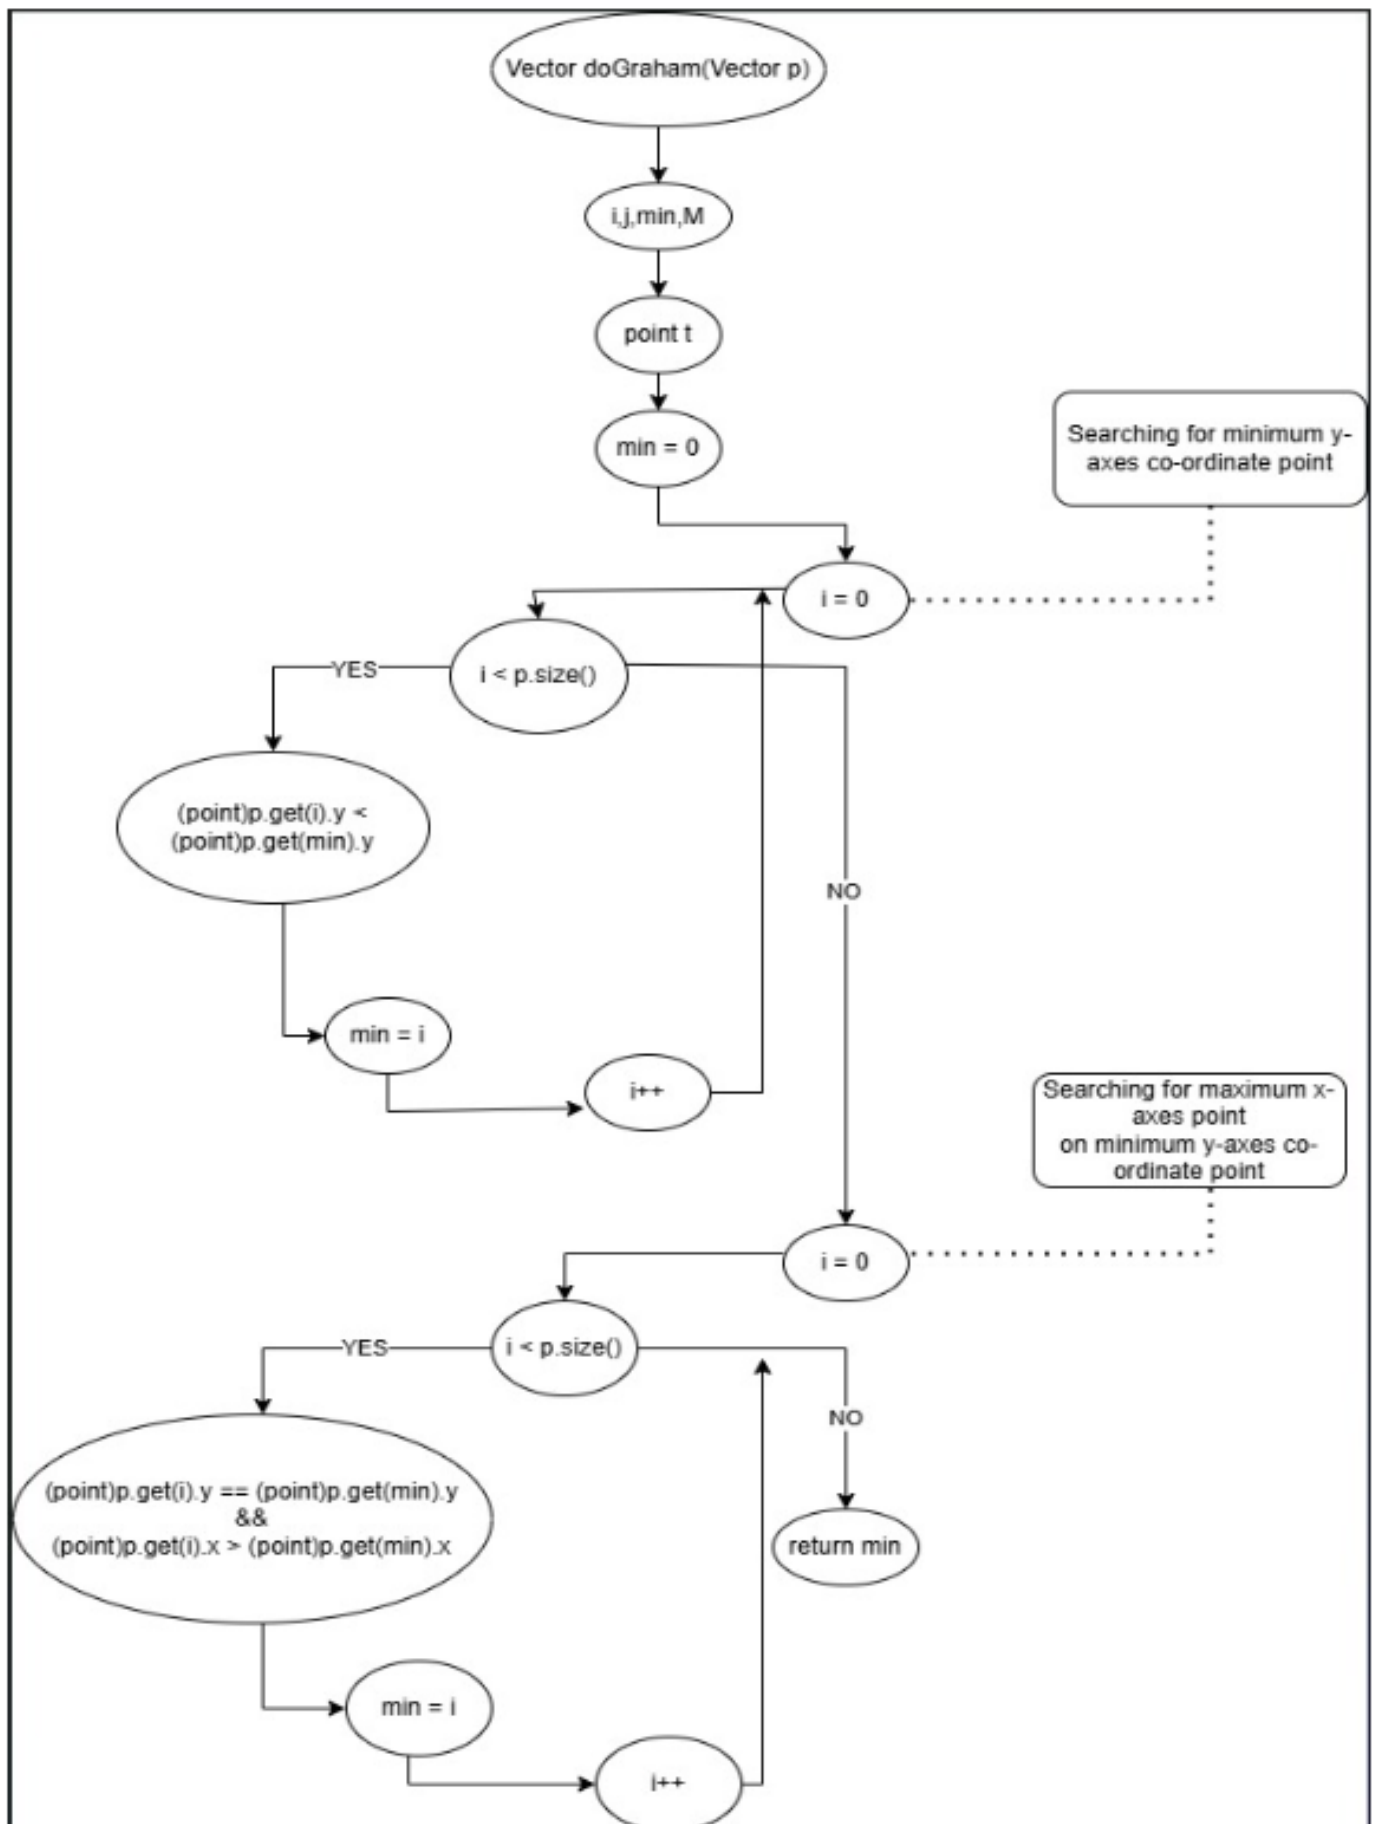 Vector doGraham(Vector p)
i,j,min,M
point t
min = 0
Searching for minimum y-
axes co-ordinate point
i = 0
i < p.size()
YES
(point)p.get(i).y <
(point)p.get(min).y
NO
min = i
i++
Searching for maximum x-
axes point
on minimum y-axes co-
ordinate point
i = 0
i < p.size()
YES
NO
(point)p.get(i).y == (point)p.get(min).y
&&
(point)p.get(i).x > (point)p.get(min).x
return min
min = i
i++